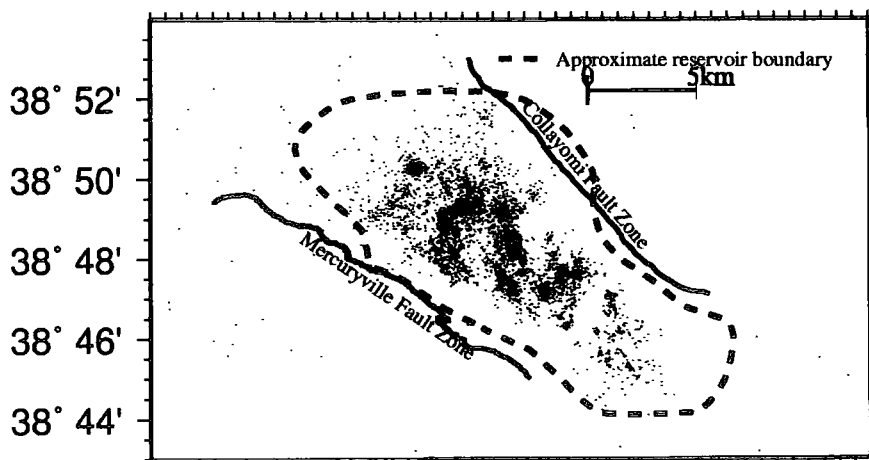 Approximate reservoir boundary
0 5km
38° 52'
38° 50'
38° 48'
38° 46'
38° 44'
Collayomi Fault Zone
Mercuryville Fault Zone